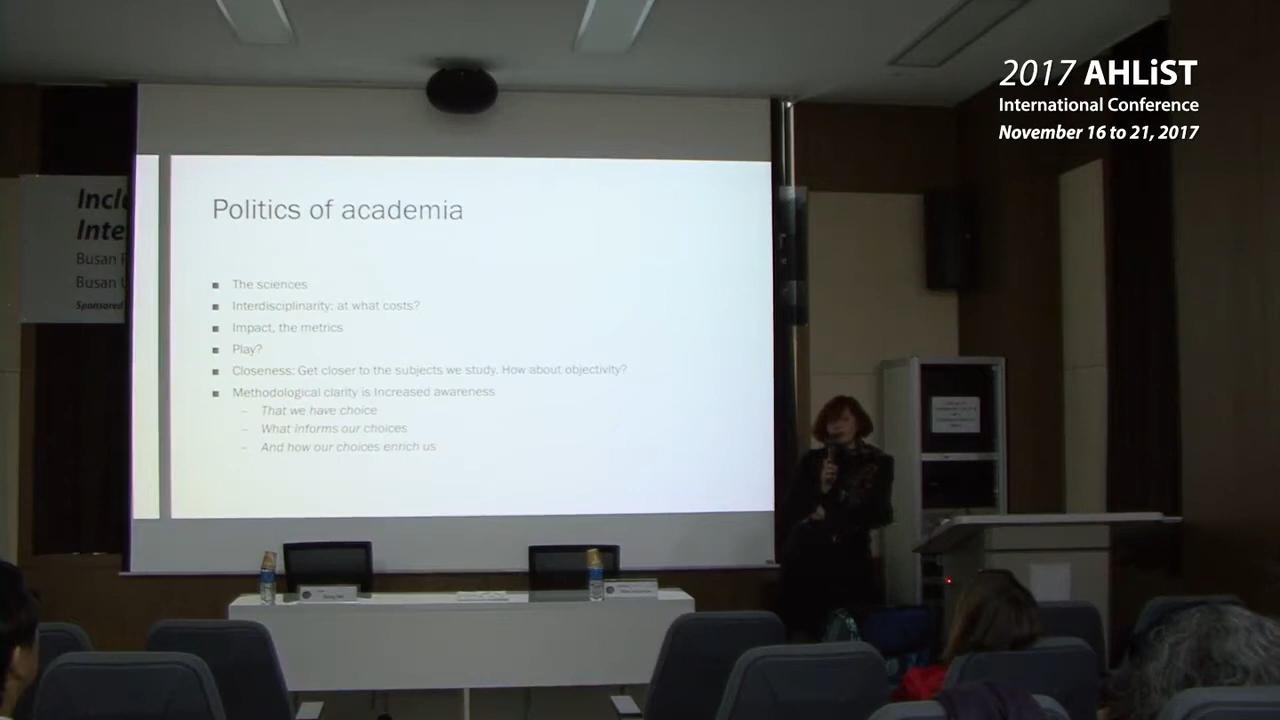 2017 AHLiST
International Conference
November 16 to 21, 2017
Politics of academia
■ The sciences
■ Interdisciplinarity: at what costs?
■ Impact, the metrics
■ Play?
■ Closeness: Get closer to the subjects we study. How about objectivity?
■ Methodological clarity is Increased awareness
– That we have choice
– What informs our choices
– And how our choices enrich us
Busan
Busan
Sponsored